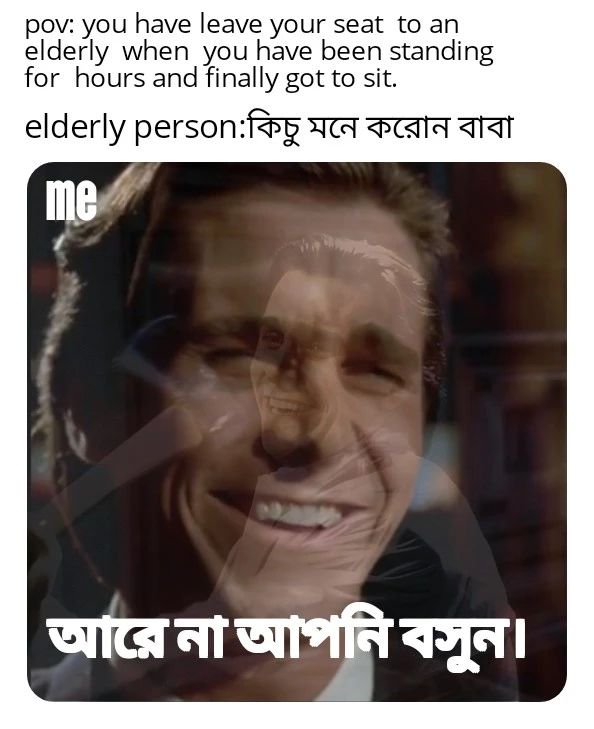 pov: you have leave your seat to an
elderly when you have been standing
for hours and finally got to sit.
elderly person:কিচু মনে করোন বাবা
me
আরে না আপনি বসুন।